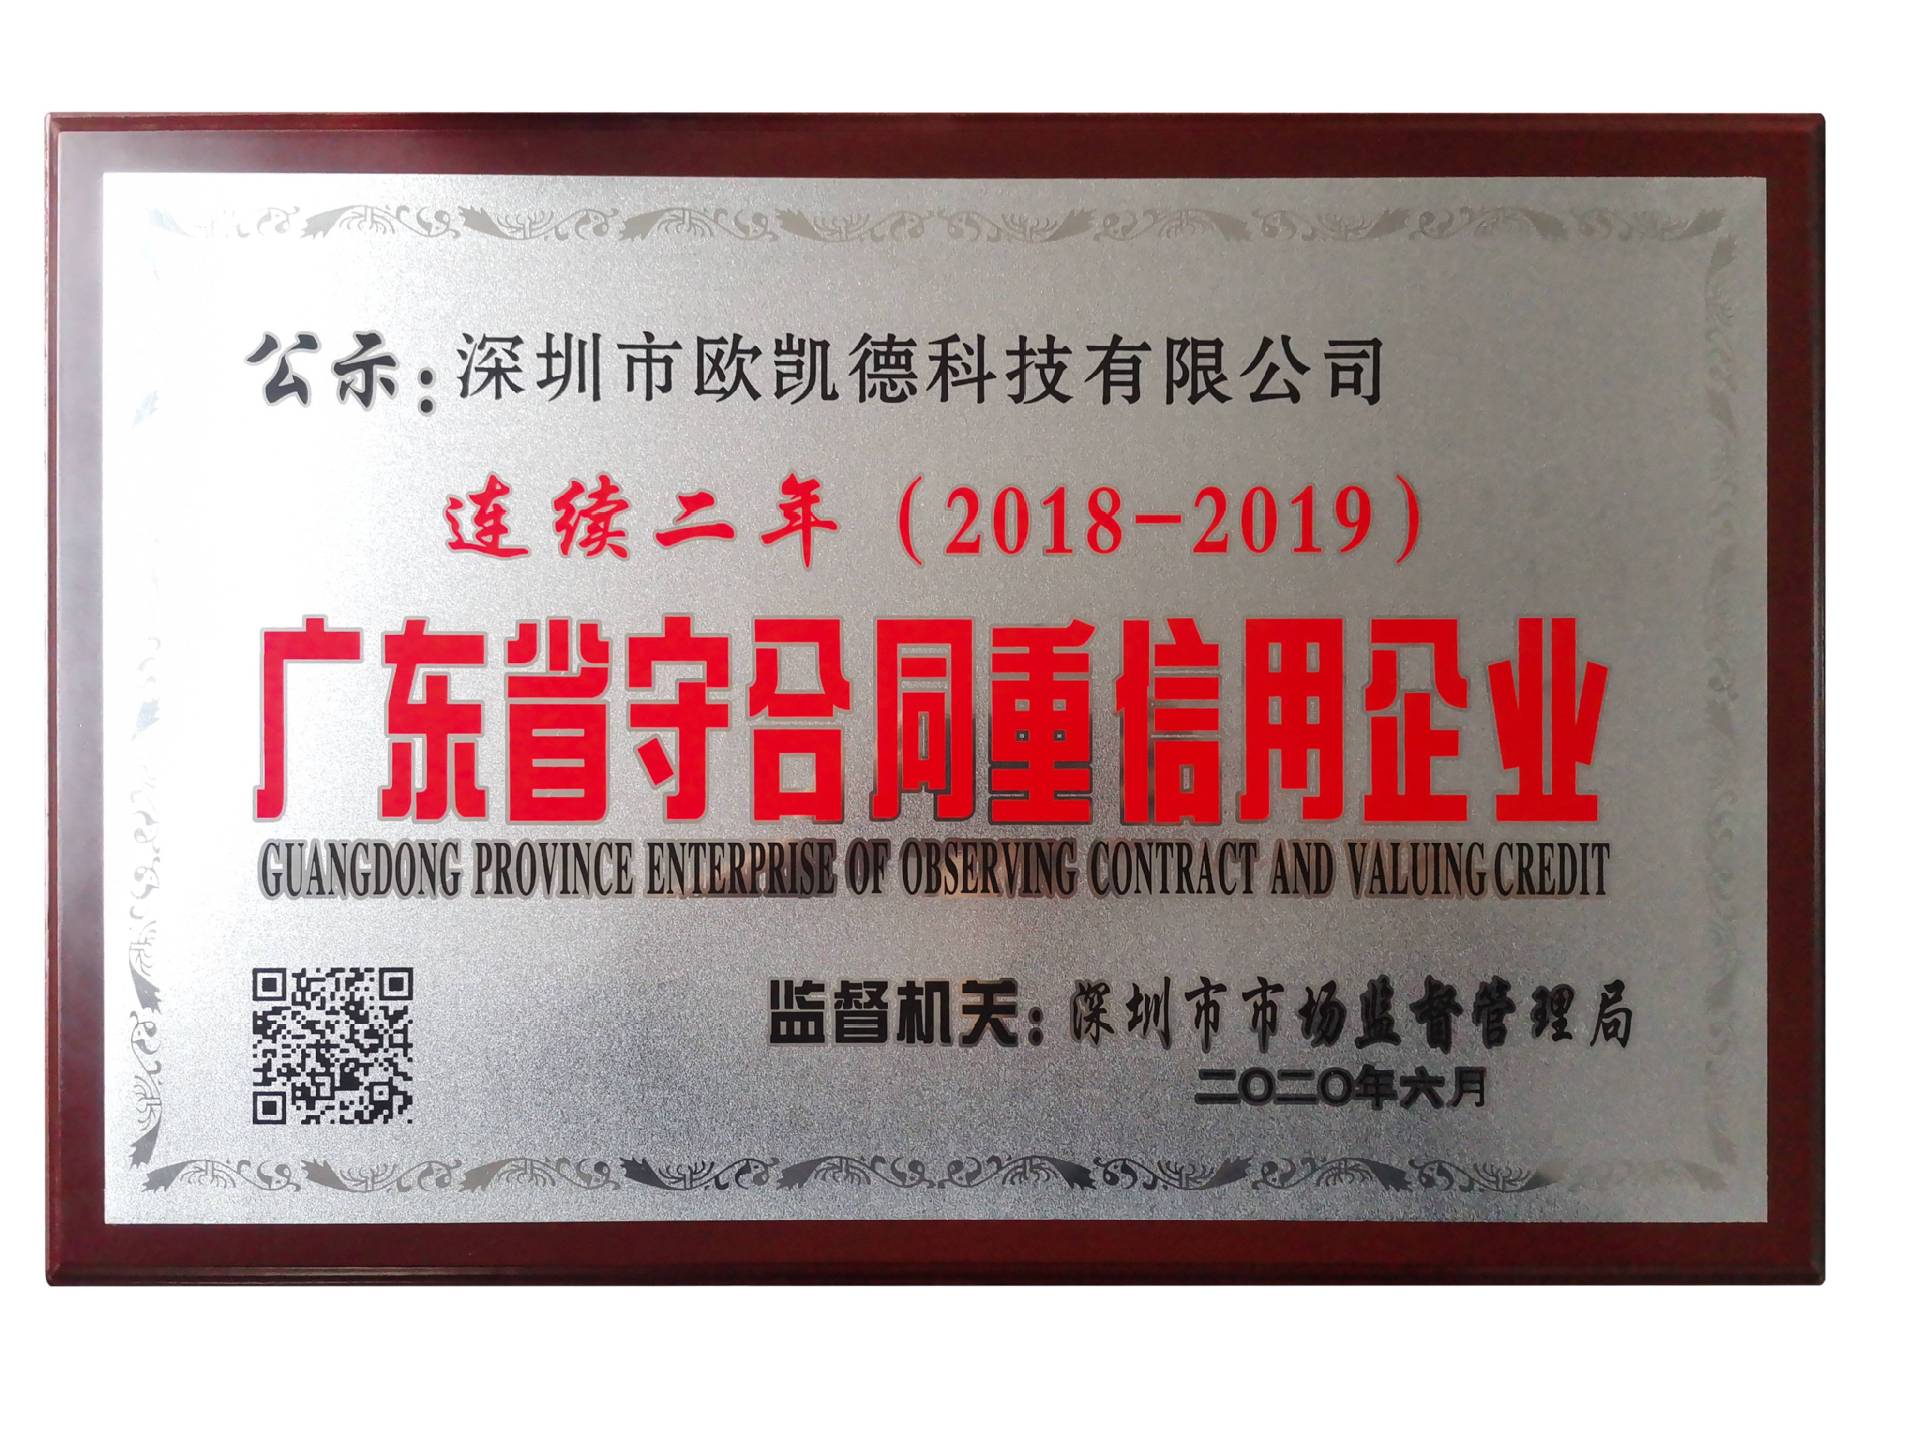 公示：深圳市欧凯德科技有限公司
连续二年（2018-2019）
广东省守合同重信用企业
GUANGDONG PROVINCE ENTERPRISE OF OBSERVING CONTRACT AND VALUING CREDIT
监督机关：深圳市市场监督管理局
二〇二〇年六月